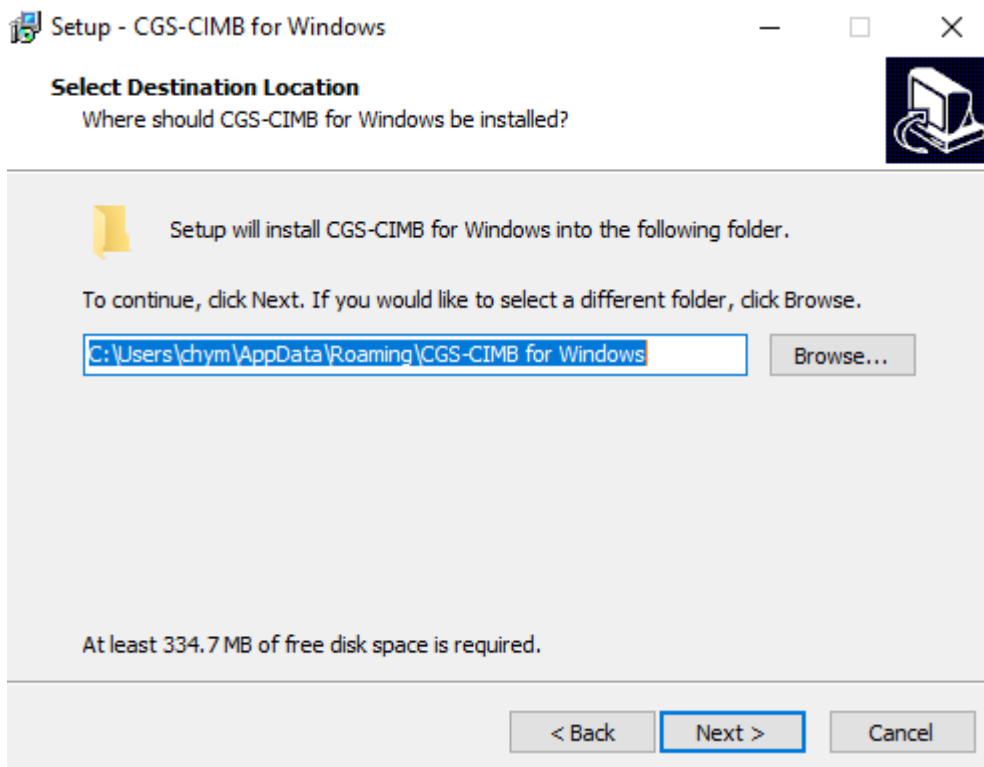 Setup - CGS-CIMB for Windows
Select Destination Location
Where should CGS-CIMB for Windows be installed?
Setup will install CGS-CIMB for Windows into the following folder.
To continue, click Next. If you would like to select a different folder, click Browse.
C:\Users\chym\AppData\Roaming\CGS-CIMB for Windows
Browse...
At least 334.7 MB of free disk space is required.
< Back
Next >
Cancel